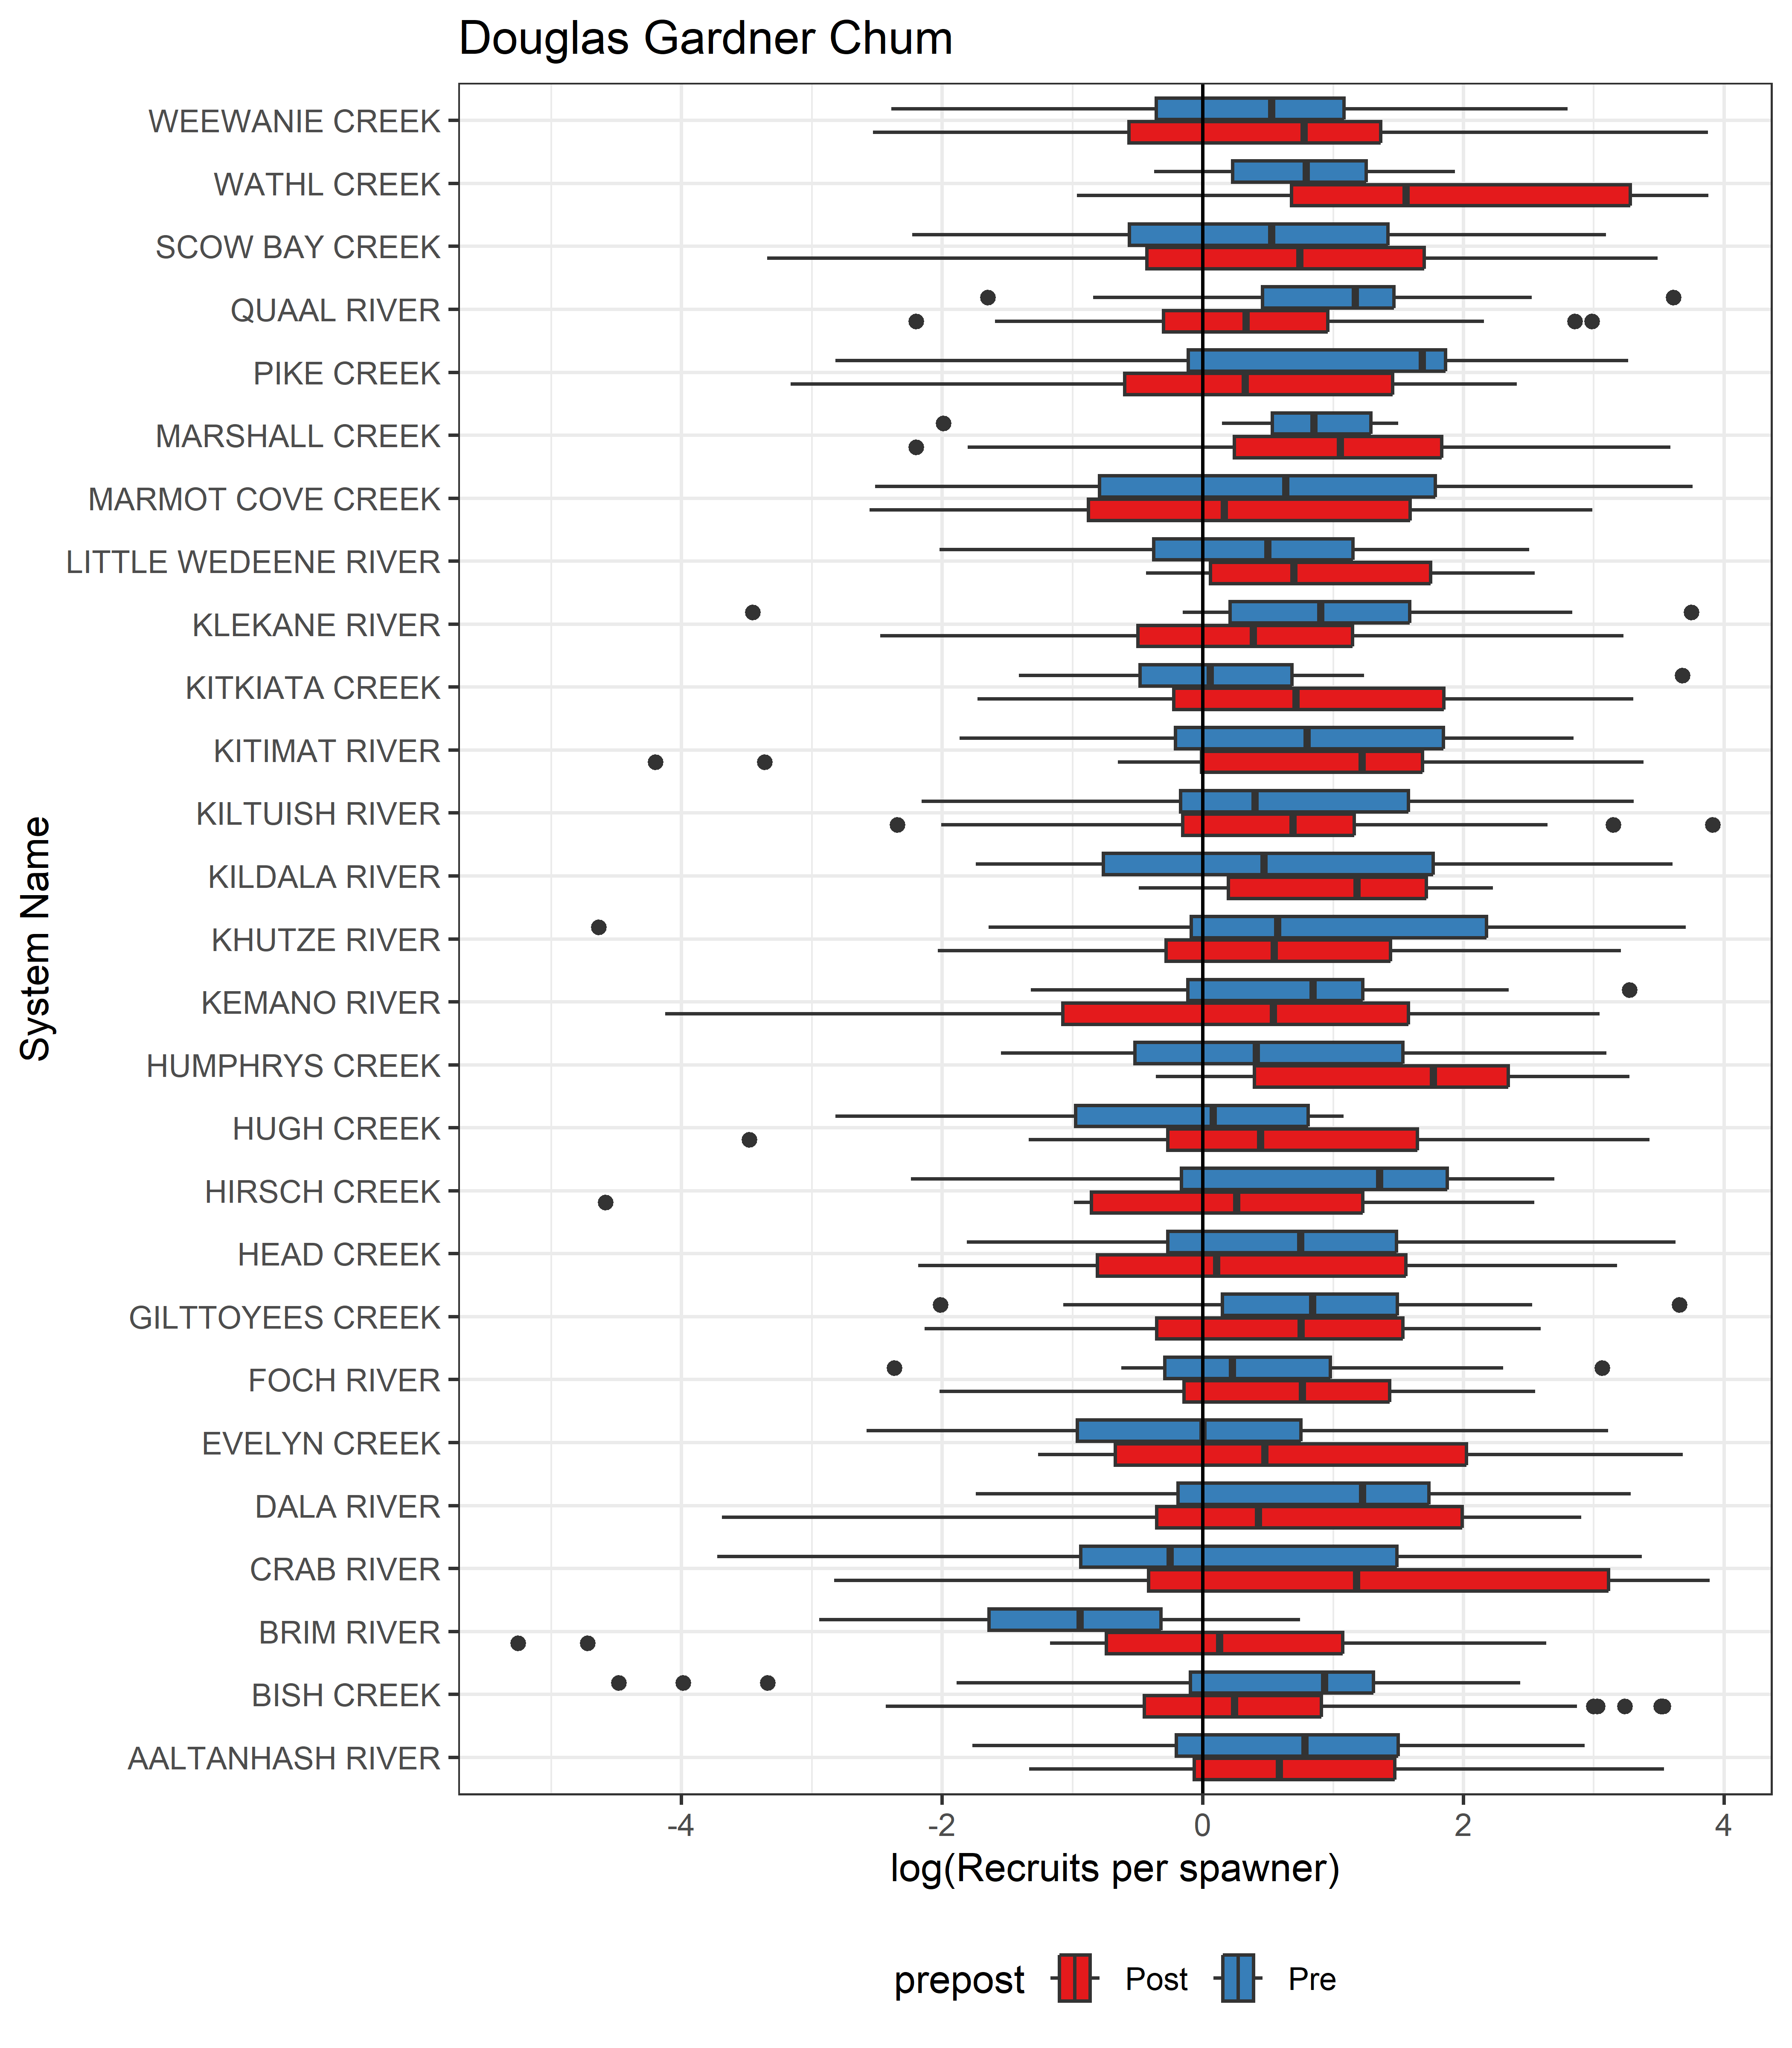 Douglas Gardner Chum
WEEWANIE CREEK
WATHL CREEK
SCOW BAY CREEK
QUAAL RIVER
PIKE CREEK
MARSHALL CREEK
MARMOT COVE CREEK
LITTLE WEDEENE RIVER
KLEKANE RIVER
KITKIATA CREEK
KITIMAT RIVER
KILTUISH RIVER
KILDALA RIVER
KHUTZE RIVER
KEMANO RIVER
HUMPHRYS CREEK
HUGH CREEK
HIRSCH CREEK
HEAD CREEK
GILTTOYEES CREEK
FOCH RIVER
EVELYN CREEK
DALA RIVER
CRAB RIVER
BRIM RIVER
BISH CREEK
AALTANHASH RIVER
System Name
-4 -2 0 2 4
log(Recruits per spawner)
prepost Post Pre